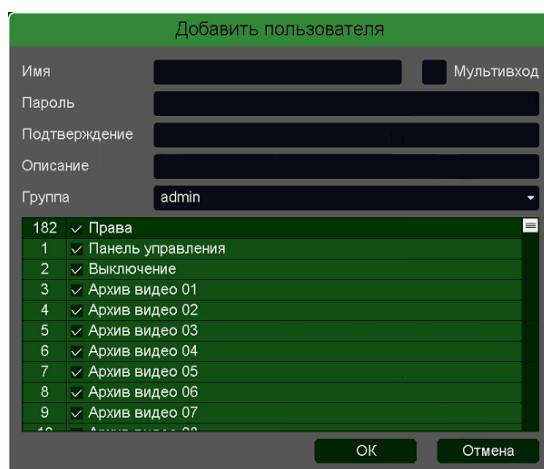 Добавить пользователя
Имя Мультивход
Пароль
Подтверждение
Описание
Группа admin
182 Права
1 Панель управления
2 Выключение
3 Архив видео 01
4 Архив видео 02
5 Архив видео 03
6 Архив видео 04
7 Архив видео 05
8 Архив видео 06
9 Архив видео 07
OK Отмена